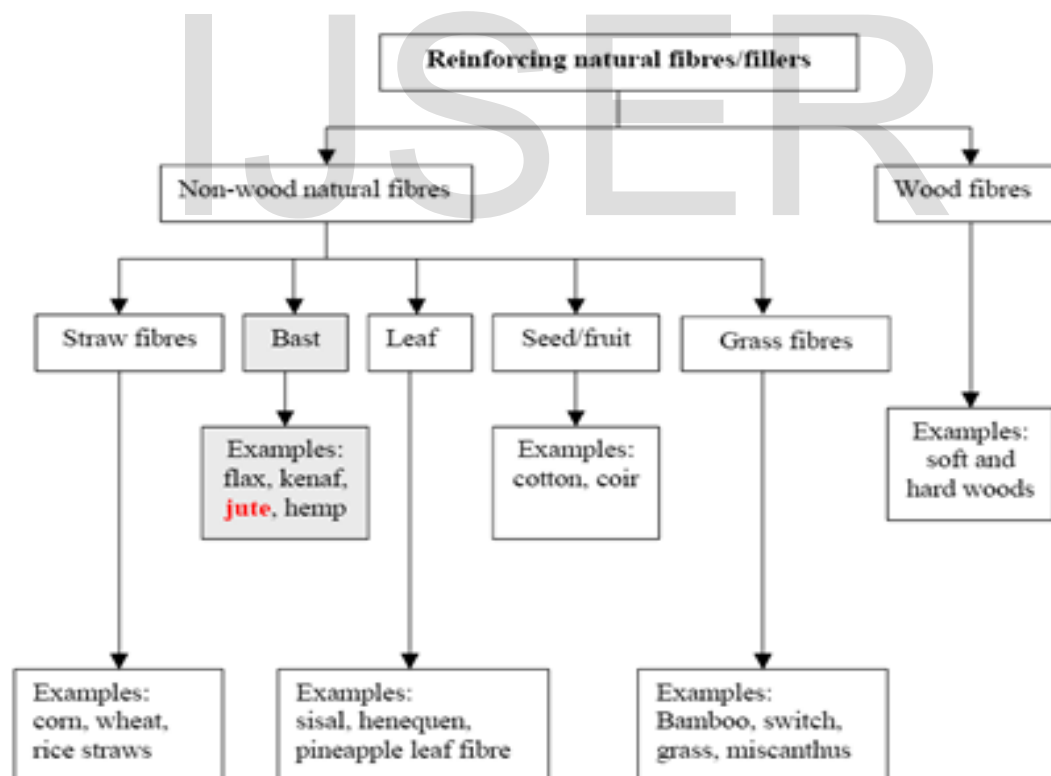 IJSER
Reinforcing natural fibres/fillers
Non-wood natural fibres
Wood fibres
Straw fibres
Bast
Leaf
Seed/fruit
Grass fibres
Examples:
flax, kenaf,
jute, hemp
Examples:
cotton, coir
Examples:
soft and
hard woods
Examples:
corn, wheat,
rice straws
Examples:
sisal, henequen,
pineapple leaf fibre
Examples:
Bamboo, switch,
grass, miscanthus